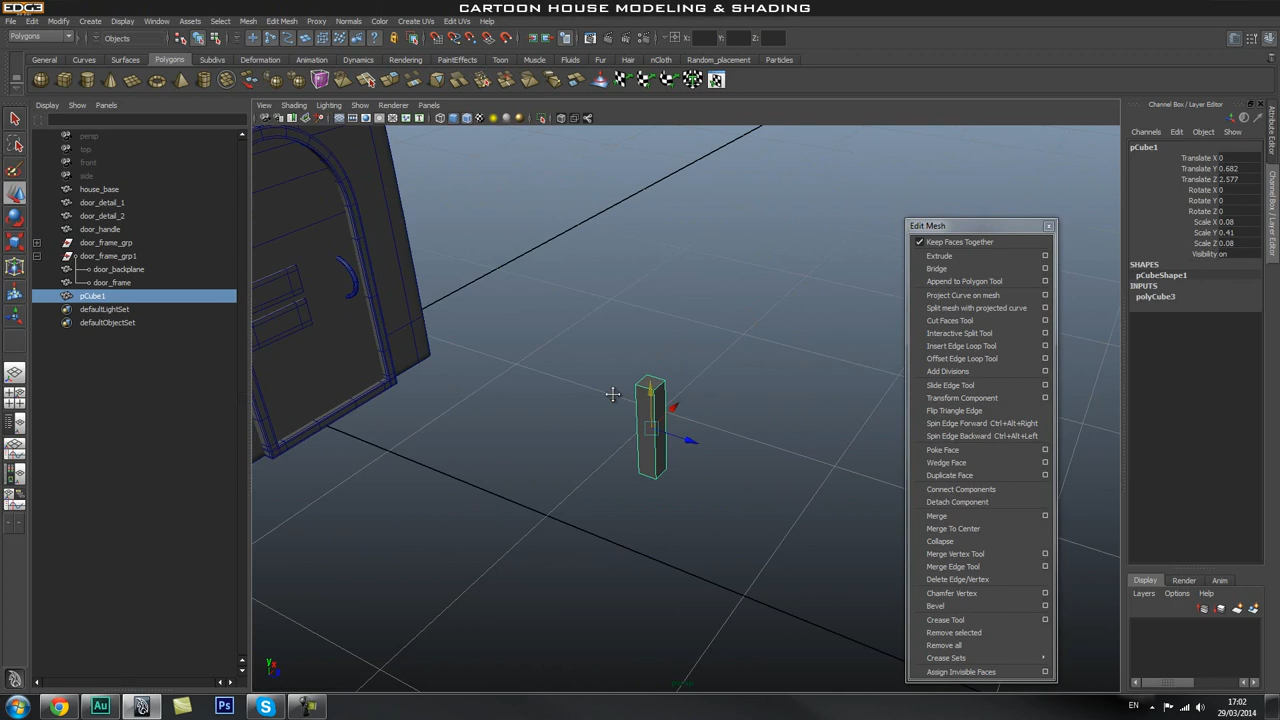 EDGE3
CARTOON HOUSE MODELING & SHADING
File Edit Modify Create Display Window Assets Select Mesh Edit Mesh Proxy Normals Color Create UVs Edit UVs Help
Polygons Objects X: Y: Z:
General Curves Surfaces Polygons Subdivs Deformation Animation Dynamics Rendering PaintEffects Toon Muscle Fluids Fur Hair nCloth Random_placement Particles
Display Show Panels
View Shading Lighting Show Renderer Panels
Channel Box / Layer Editor
Channels Edit Object Show
persp
top
front
side
house_base
door_detail_1
door_detail_2
door_handle
door_frame_grp
door_frame_grp1
door_backplane
door_frame
pCube1
defaultLightSet
defaultObjectSet
Edit Mesh
Keep Faces Together
Extrude
Bridge
Append to Polygon Tool
Project Curve on mesh
Split mesh with projected curve
Cut Faces Tool
Interactive Split Tool
Insert Edge Loop Tool
Offset Edge Loop Tool
Add Divisions
Slide Edge Tool
Transform Component
Flip Triangle Edge
Spin Edge Forward Ctrl+Alt+Right
Spin Edge Backward Ctrl+Alt+Left
Poke Face
Wedge Face
Duplicate Face
Connect Components
Detach Component
Merge
Merge To Center
Collapse
Merge Vertex Tool
Merge Edge Tool
Delete Edge/Vertex
Chamfer Vertex
Bevel
Crease Tool
Remove selected
Remove all
Crease Sets
Assign Invisible Faces
pCube1
Translate X 0
Translate Y 0.682
Translate Z 2.577
Rotate X 0
Rotate Y 0
Rotate Z 0
Scale X 0.08
Scale Y 0.41
Scale Z 0.08
Visibility on
SHAPES
pCubeShape1
INPUTS
polyCube3
Attribute Editor
Channel Box / Layer Editor
Display Render Anim
Layers Options Help
persp
Au
Ps
EN
17:02
29/03/2014